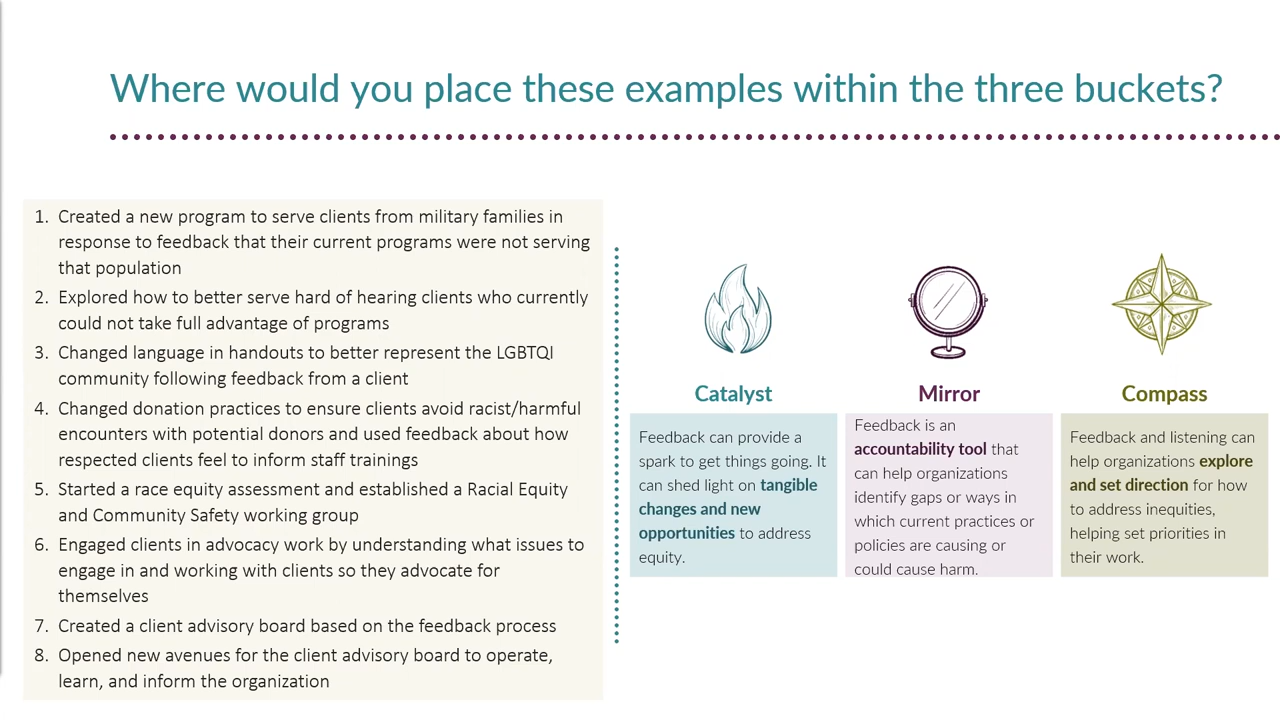 Where would you place these examples within the three buckets?
1. Created a new program to serve clients from military families in
response to feedback that their current programs were not serving
that population
2. Explored how to better serve hard of hearing clients who currently
could not take full advantage of programs
3. Changed language in handouts to better represent the LGBTQI
community following feedback from a client
4. Changed donation practices to ensure clients avoid racist/harmful
encounters with potential donors and used feedback about how
respected clients feel to inform staff trainings
5. Started a race equity assessment and established a Racial Equity
and Community Safety working group
6. Engaged clients in advocacy work by understanding what issues to
engage in and working with clients so they advocate for
themselves
7. Created a client advisory board based on the feedback process
8. Opened new avenues for the client advisory board to operate,
learn, and inform the organization
Catalyst
Feedback can provide a
spark to get things going. It
can shed light on tangible
changes and new
opportunities to address
equity.
Mirror
Feedback is an
accountability tool that
can help organizations
identify gaps or ways in
which current practices or
policies are causing or
could cause harm.
Compass
Feedback and listening can
help organizations explore
and set direction for how
to address inequities,
helping set priorities in
their work.